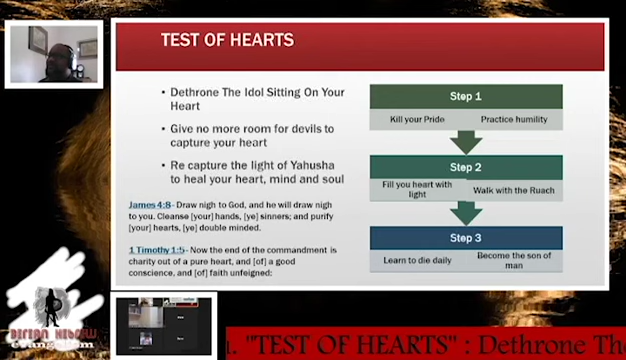 TEST OF HEARTS
• Dethrone The Idol Sitting On Your
Heart
• Give no more room for devils to
capture your heart
• Re capture the light of Yahusha
to heal your heart, mind and soul
James 4:8- Draw nigh to God, and he will draw nigh
to you. Cleanse [your] hands, [ye] sinners; and purify
[your] hearts, [ye] double minded.
1 Timothy 1:5- Now the end of the commandment is
charity out of a pure heart, and [of] a good
conscience, and [of] faith unfeigned:
Step 1
Kill your Pride
Practice humility
Step 2
Fill you heart with
light
Walk with the Ruach
Step 3
Learn to die daily
Become the son of
man
BEREAN HEBREW
"TEST OF HEARTS" : Dethrone The